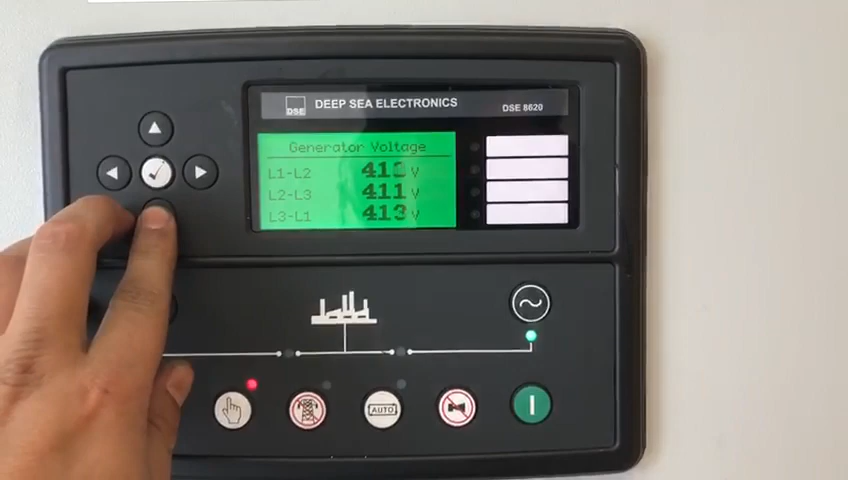 DSE
DEEP SEA ELECTRONICS
DSE 8620
Generator Voltage
L1-L2 V
L2-L3 411 V
L3-L1 413 V
AUTO